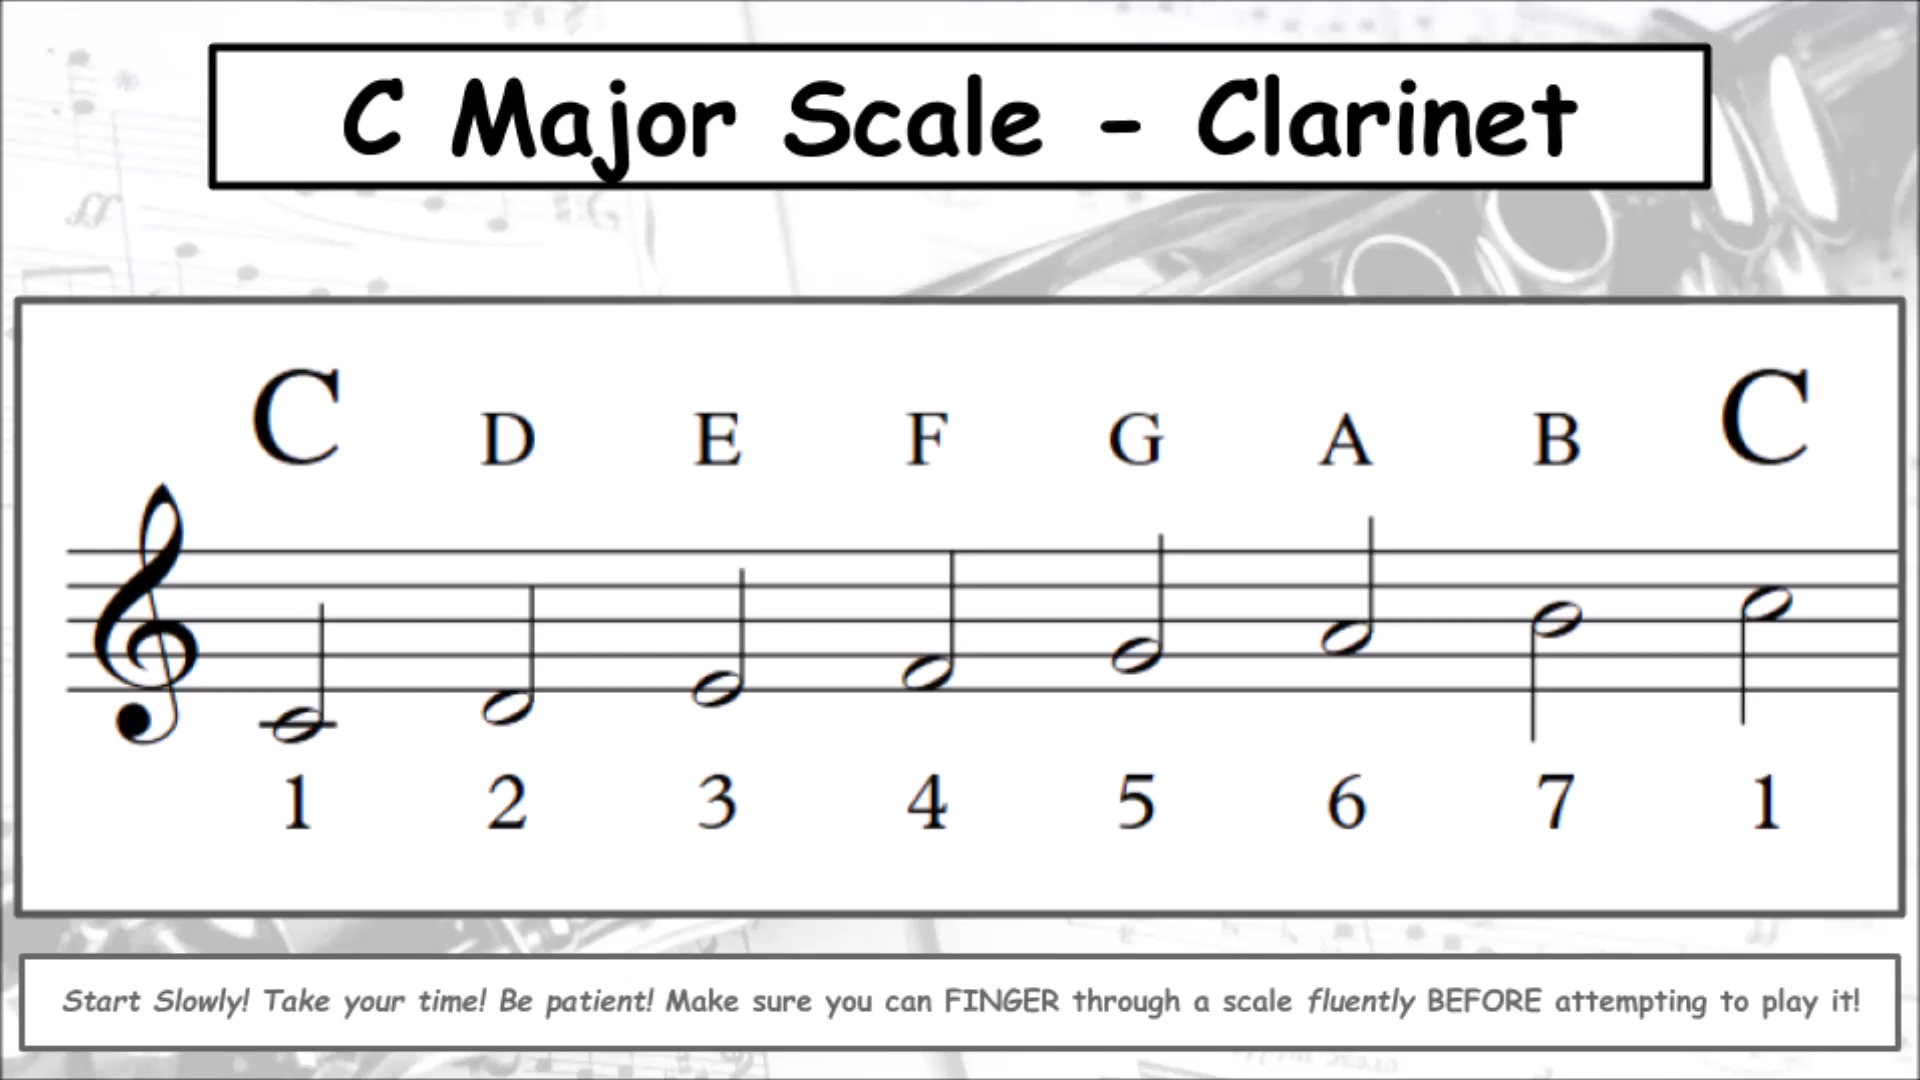 C Major Scale - Clarinet
C D E F G A B C
1 2 3 4 5 6 7 1
Start Slowly! Take your time! Be patient! Make sure you can FINGER through a scale fluently BEFORE attempting to play it!